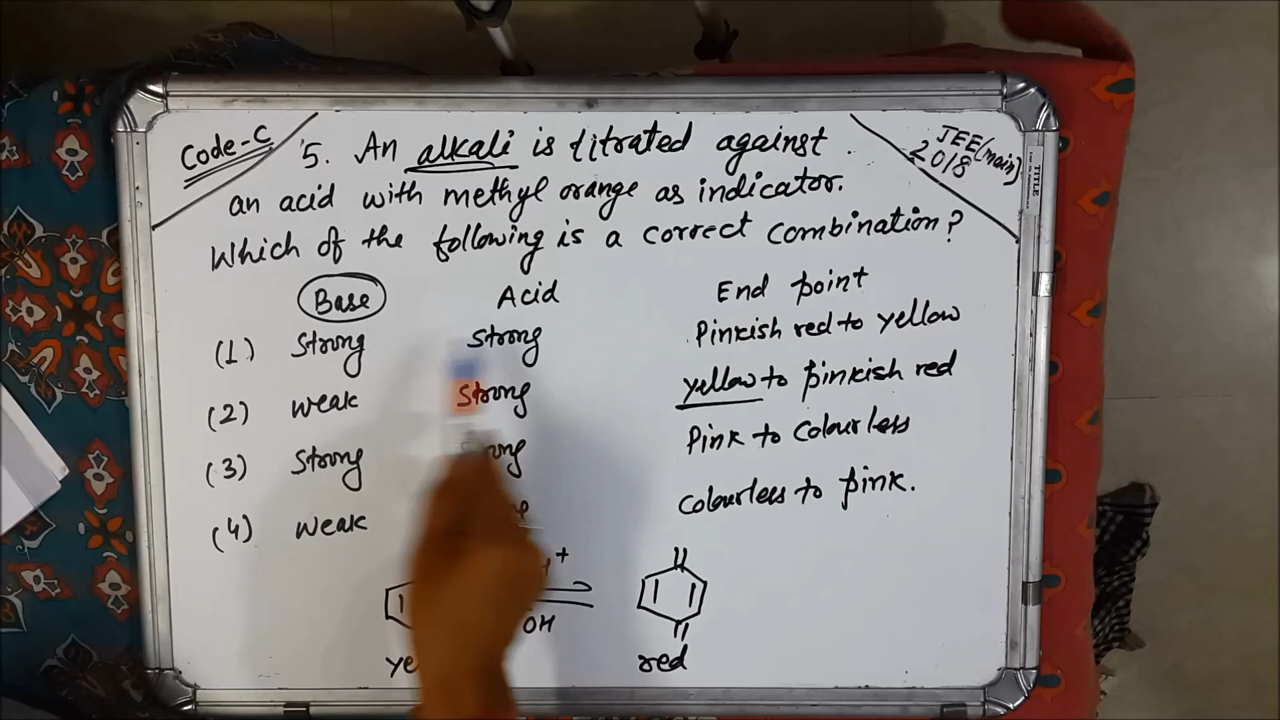 Code-C
JEE(main)
2018
5. An alkali is titrated against
an acid with methyl orange as indicator.
Which of the following is a correct combination?
Base Acid End point
(1) Strong Strong Pinkish red to yellow
(2) weak Strong yellow to pinkish red
(3) Strong Pink to Colourless
(4) weak Colourless to pink.
OH
red
TITLE